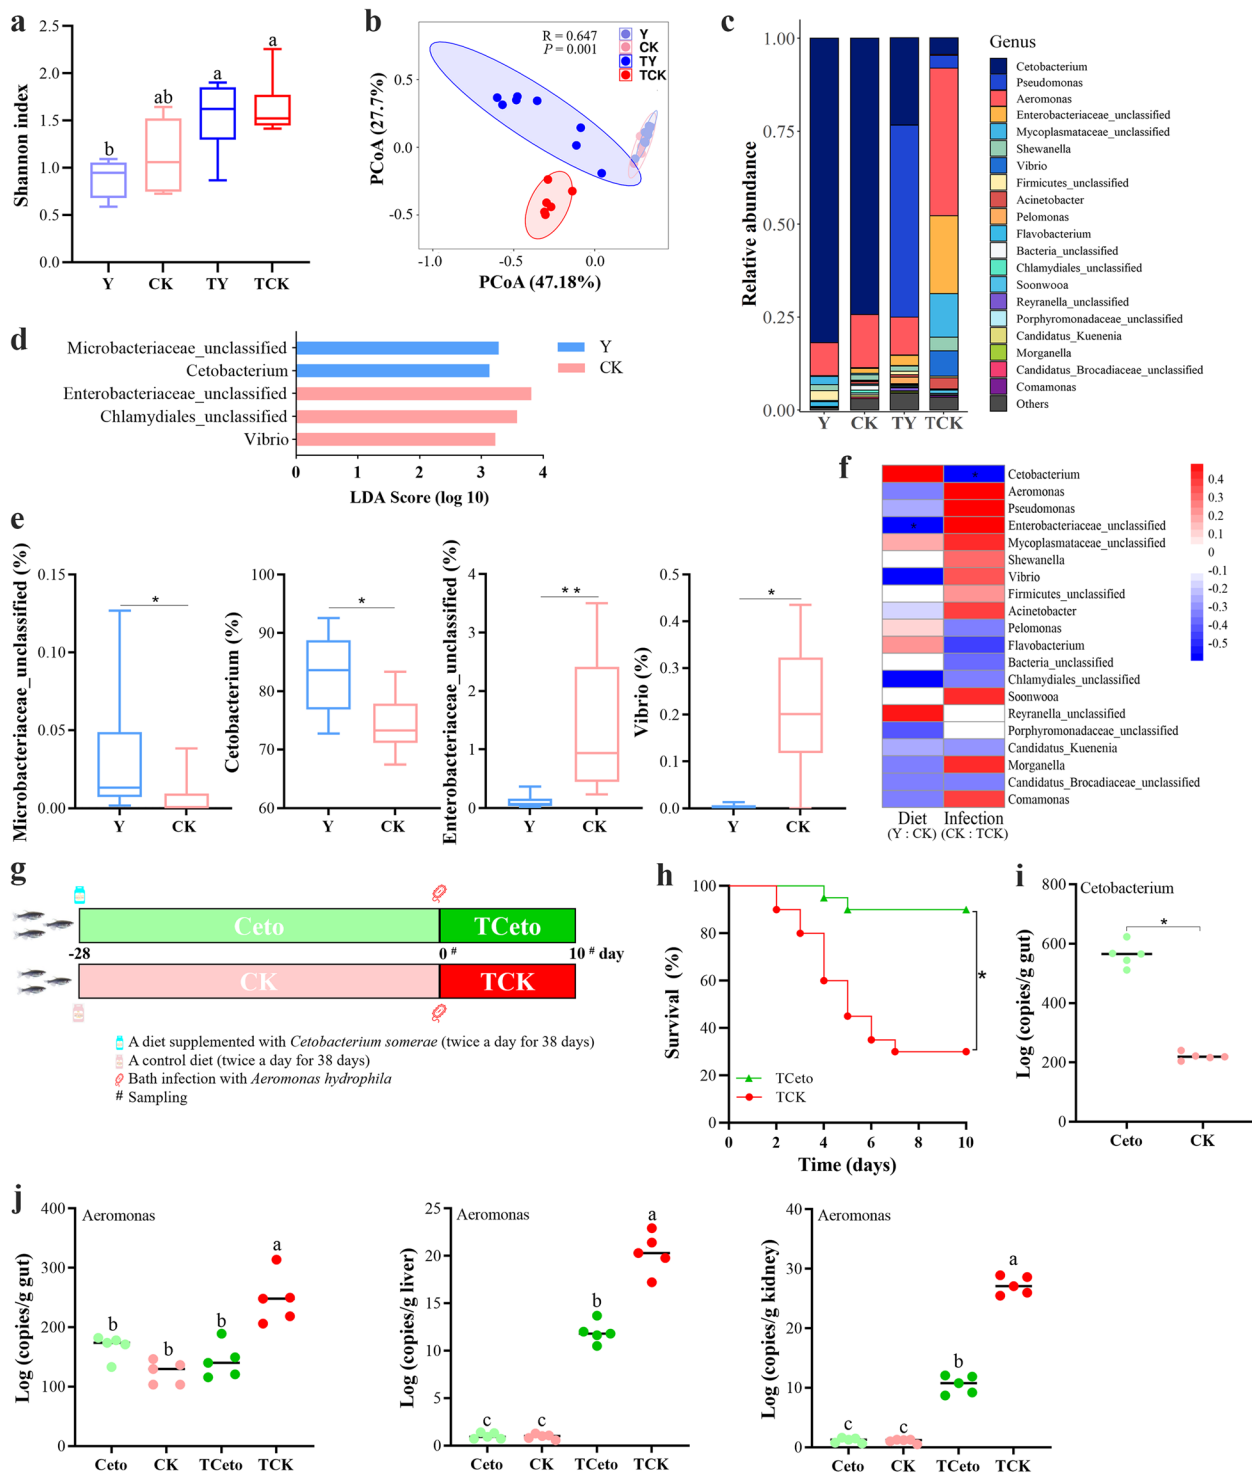 a
2.5
2.0
1.5
1.0
0.5
0.0
Shannon index
b
ab
a
a
Y CK TY TCK
b
R = 0.647
P = 0.001
Y
CK
TY
TCK
0.5
0.0
-0.5
PCoA (27.7%)
-1.0 -0.5 0.0
PCoA (47.18%)
c
1.00
0.75
0.50
0.25
0.00
Relative abundance
Y CK TY TCK
Genus
Cetobacterium
Pseudomonas
Aeromonas
Enterobacteriaceae_unclassified
Mycoplasmataceae_unclassified
Shewanella
Vibrio
Firmicutes_unclassified
Acinetobacter
Pelomonas
Flavobacterium
Bacteria_unclassified
Chlamydiales_unclassified
Soonwooa
Reyranella_unclassified
Porphyromonadaceae_unclassified
Candidatus_Kuenenia
Morganella
Candidatus_Brocadiaceae_unclassified
Comamonas
Others
d
Microbacteriaceae_unclassified
Cetobacterium
Enterobacteriaceae_unclassified
Chlamydiales_unclassified
Vibrio
Y
CK
0 1 2 3 4
LDA Score (log 10)
e
Microbacteriaceae_unclassified (%)
0.15
0.10
0.05
0.00
*
Y CK
Cetobacterium (%)
100
90
80
70
60
*
Y CK
Enterobacteriaceae_unclassified (%)
4
3
2
1
0
* *
Y CK
Vibrio (%)
0.5
0.4
0.3
0.2
0.1
0.0
*
Y CK
f
*
*
Cetobacterium
Aeromonas
Pseudomonas
Enterobacteriaceae_unclassified
Mycoplasmataceae_unclassified
Shewanella
Vibrio
Firmicutes_unclassified
Acinetobacter
Pelomonas
Flavobacterium
Bacteria_unclassified
Chlamydiales_unclassified
Soonwooa
Reyranella_unclassified
Porphyromonadaceae_unclassified
Candidatus_Kuenenia
Morganella
Candidatus_Brocadiaceae_unclassified
Comamonas
0.4
0.3
0.2
0.1
0
-0.1
-0.2
-0.3
-0.4
-0.5
Diet Infection
(Y : CK) (CK : TCK)
g
Ceto TCeto
-28 0 # 10 # day
CK TCK
A diet supplemented with Cetobacterium somerae (twice a day for 38 days)
A control diet (twice a day for 38 days)
Bath infection with Aeromonas hydrophila
# Sampling
h
100
80
60
40
20
0
Survival (%)
*
TCeto
TCK
0 2 4 6 8 10
Time (days)
i
Cetobacterium
800
600
400
200
0
Log (copies/g gut)
*
Ceto CK
j
Aeromonas
400
300
200
100
0
Log (copies/g gut)
b
b
b
a
Ceto CK TCeto TCK
Aeromonas
25
20
15
10
5
0
Log (copies/g liver)
c
c
b
a
Ceto CK TCeto TCK
Aeromonas
40
30
20
10
0
Log (copies/g kidney)
c
c
b
a
Ceto CK TCeto TCK